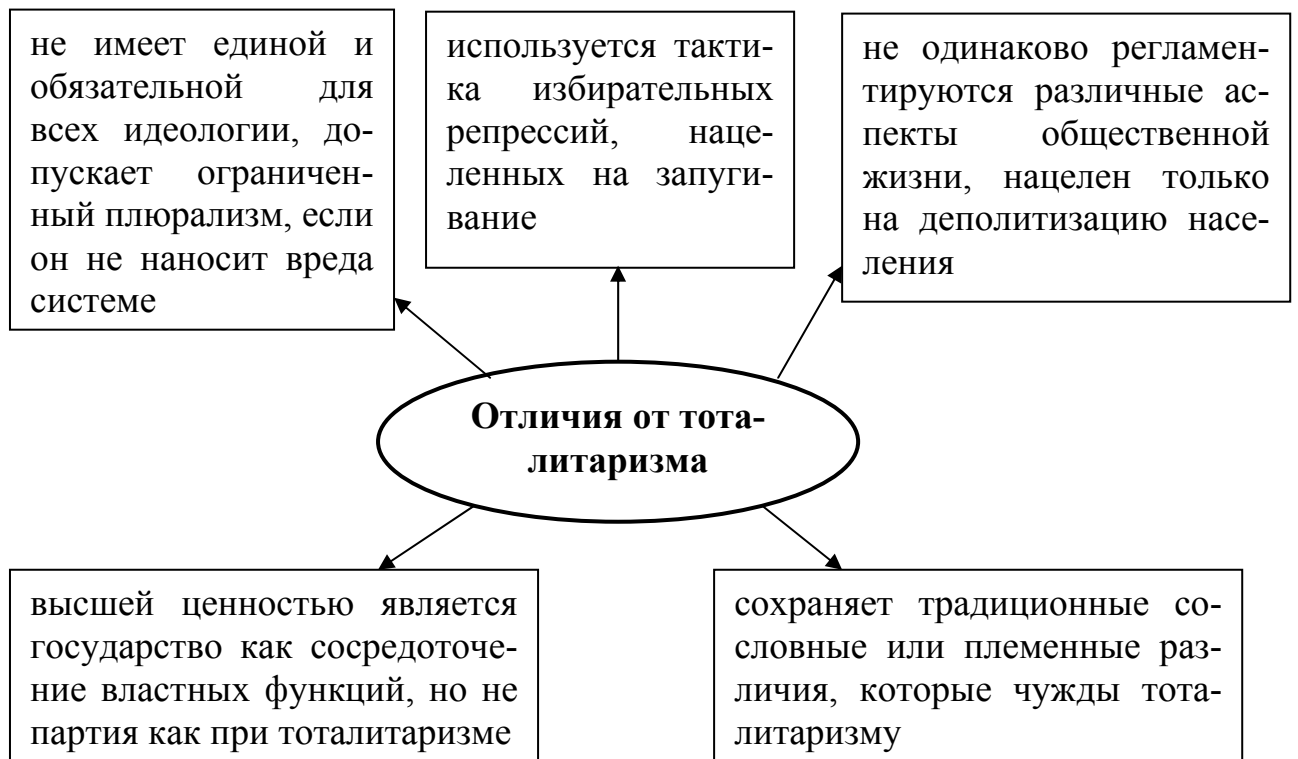 не имеет единой и
обязательной для
всех идеологии, до-
пускает ограничен-
ный плюрализм, если
он не наносит вреда
системе
используется такти-
ка избирательных
репрессий, наце-
ленных на запуги-
вание
не одинаково регламен-
тируются различные ас-
пекты общественной
жизни, нацелен только
на деполитизацию насе-
ления
Отличия от тота-
литаризма
высшей ценностью является
государство как сосредоточе-
ние властных функций, но не
партия как при тоталитаризме
сохраняет традиционные со-
словные или племенные раз-
личия, которые чужды тота-
литаризму